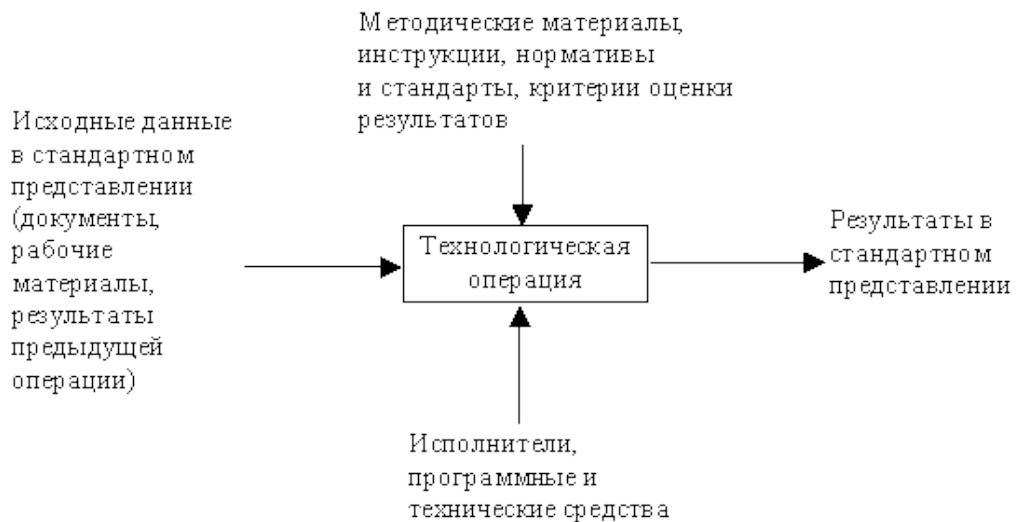 Методические материалы,
инструкции, нормативы
и стандарты, критерии оценки
результатов
Исходные данные
в стандартном
представлении
(документы,
рабочие
материалы,
результаты
предыдущей
операции)
Технологическая
операция
Результаты в
стандартном
представлении
Исполнители,
программные и
технические средства